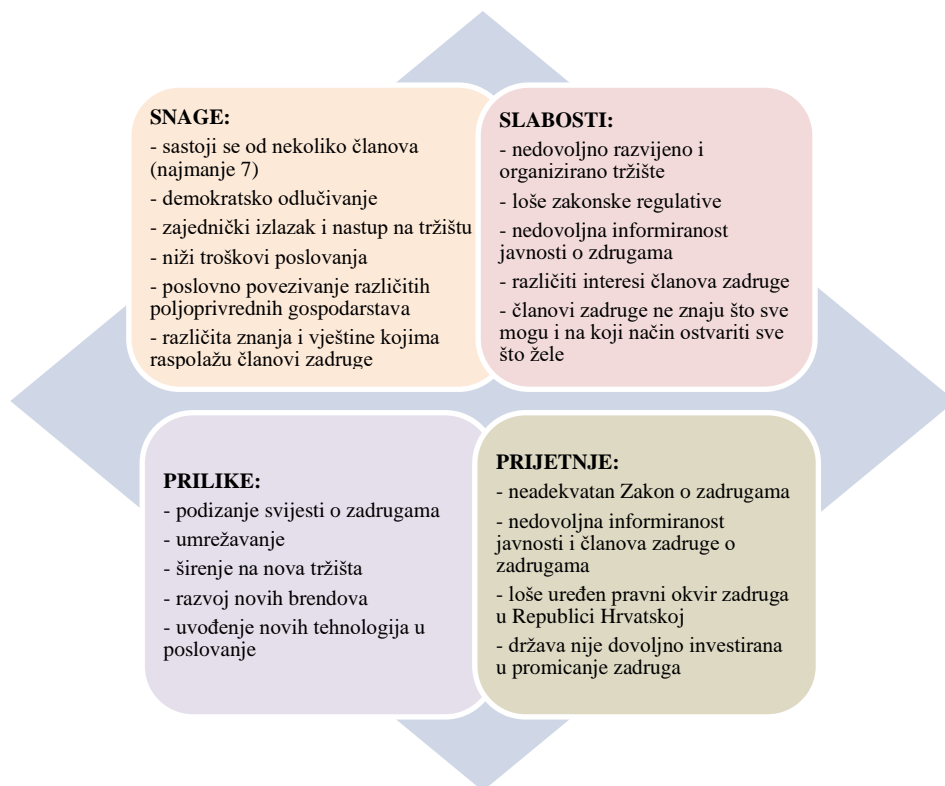 SNAGE:
- sastoji se od nekoliko članova
(najmanje 7)
- demokratsko odlučivanje
- zajednički izlazak i nastup na tržištu
- niži troškovi poslovanja
- poslovno povezivanje različitih
poljoprivrednih gospodarstava
- različita znanja i vještine kojima
raspolažu članovi zadruge
SLABOSTI:
- nedovoljno razvijeno i
organizirano tržište
- loše zakonske regulative
- nedovoljna informiranost
javnosti o zdrugama
- različiti interesi članova zadruge
- članovi zadruge ne znaju što sve
mogu i na koji način ostvariti sve
što žele
PRILIKE:
- podizanje svijesti o zadrugama
- umrežavanje
- širenje na nova tržišta
- razvoj novih brendova
- uvođenje novih tehnologija u
poslovanje
PRIJETNJE:
- neadekvatan Zakon o zadrugama
- nedovoljna informiranost
javnosti i članova zadruge o
zadrugama
- loše uređen pravni okvir zadruga
u Republici Hrvatskoj
- država nije dovoljno investirana
u promicanje zadruga